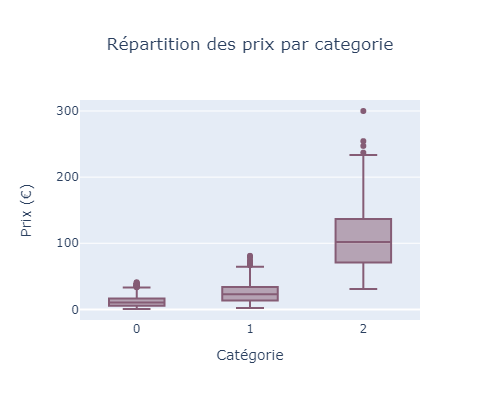 Répartition des prix par categorie
Prix (€)
300
200
100
0
0 1 2
Catégorie